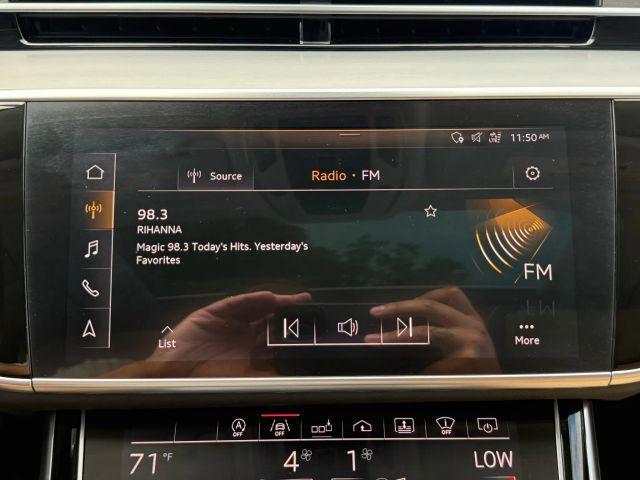 11:50 AM
Source
Radio · FM
98.3
RIHANNA
Magic 98.3 Today's Hits. Yesterday's
Favorites
FM
List
More
OFF
OFF
OFF
71°F
4
1
LOW